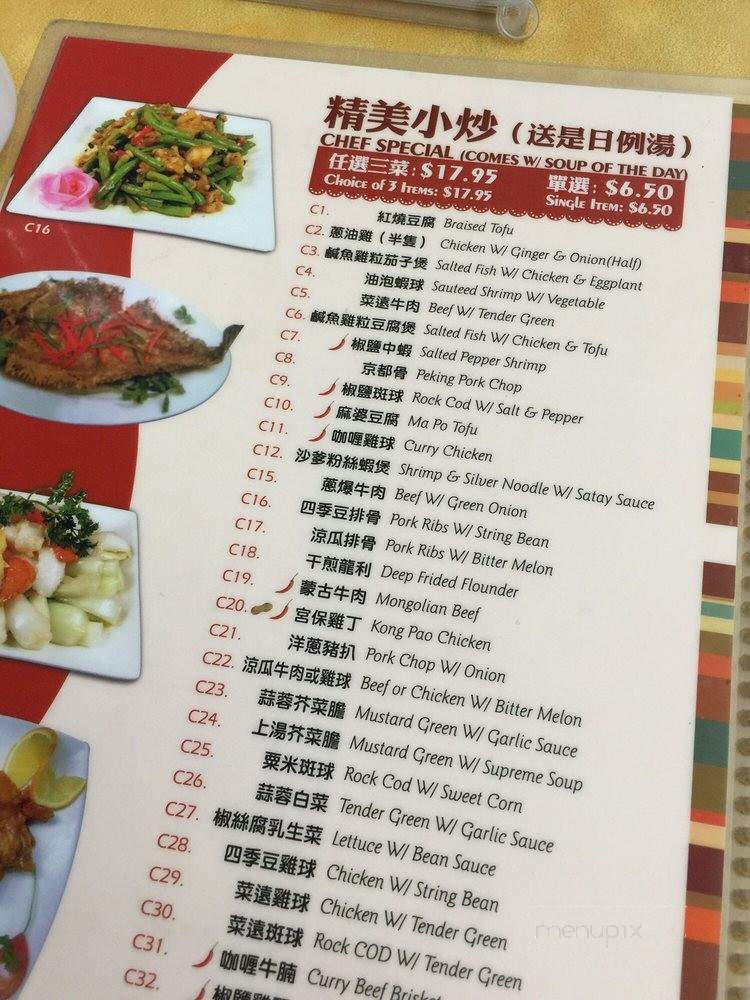 精美小炒（送是日例湯）
CHEF SPECIAL (COMES W/ SOUP OF THE DAY)
任選三菜：$17.95 單選：$6.50
Choice of 3 Items: $17.95 Single Item: $6.50
C1. 紅燒豆腐 Braised Tofu
C2. 蔥油雞（半隻） Chicken W/ Ginger & Onion(Half)
C3. 鹹魚雞粒茄子煲 Salted Fish W/ Chicken & Eggplant
C4. 油泡蝦球 Sauteed Shrimp W/ Vegetable
C5. 菜遠牛肉 Beef W/ Tender Green
C6. 鹹魚雞粒豆腐煲 Salted Fish W/ Chicken & Tofu
C7. 椒鹽中蝦 Salted Pepper Shrimp
C8. 京都骨 Peking Pork Chop
C9. 椒鹽斑球 Rock Cod W/ Salt & Pepper
C10. 麻婆豆腐 Ma Po Tofu
C11. 咖喱雞球 Curry Chicken
C12. 沙爹粉絲蝦煲 Shrimp & Silver Noodle W/ Satay Sauce
C15. 蔥爆牛肉 Beef W/ Green Onion
C16. 四季豆排骨 Pork Ribs W/ String Bean
C17. 涼瓜排骨 Pork Ribs W/ Bitter Melon
C18. 干煎龍利 Deep Frided Flounder
C19. 蒙古牛肉 Mongolian Beef
C20. 宮保雞丁 Kong Pao Chicken
C21. 洋蔥豬扒 Pork Chop W/ Onion
C22. 涼瓜牛肉或雞球 Beef or Chicken W/ Bitter Melon
C23. 蒜蓉芥菜膽 Mustard Green W/ Garlic Sauce
C24. 上湯芥菜膽 Mustard Green W/ Supreme Soup
C25. 粟米斑球 Rock Cod W/ Sweet Corn
C26. 蒜蓉白菜 Tender Green W/ Garlic Sauce
C27. 椒絲腐乳生菜 Lettuce W/ Bean Sauce
C28. 四季豆雞球 Chicken W/ String Bean
C29. 菜遠雞球 Chicken W/ Tender Green
C30. 菜遠斑球 Rock COD W/ Tender Green
C31. 咖喱牛腩 Curry Beef Brisket
C32. 椒鹽雞
C16
menupix